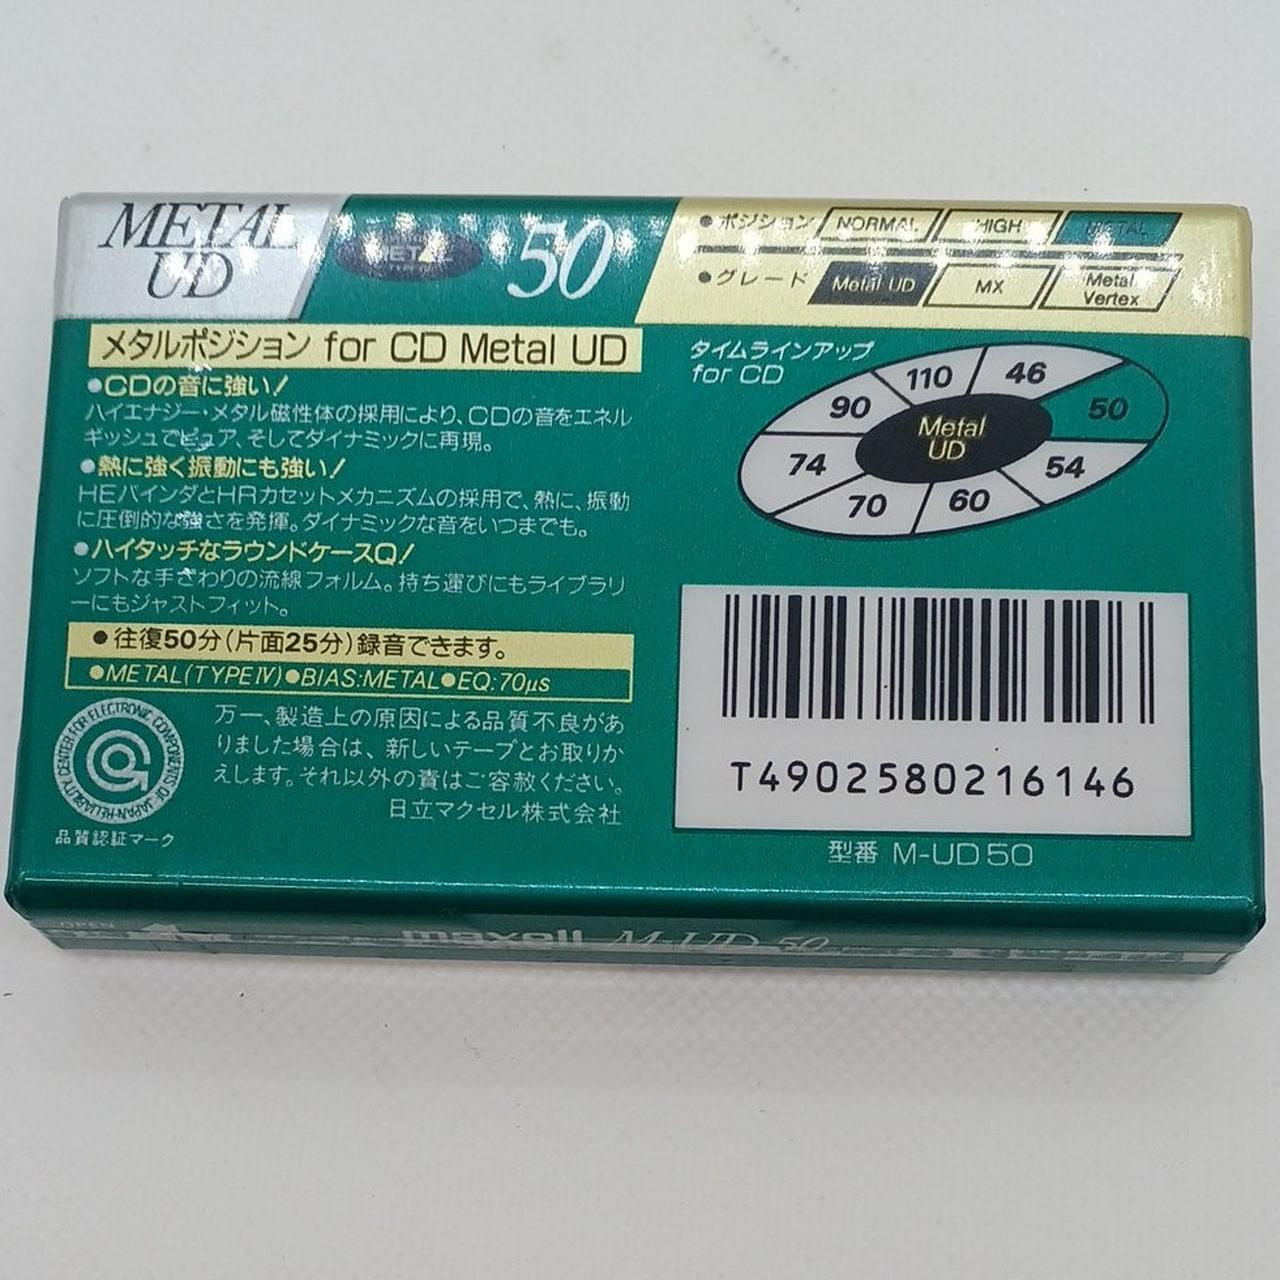 METAL
UD
METAL
50
●ポジション NORMAL HIGH METAL
●グレード Metal UD MX Metal Vertex
メタルポジション for CD Metal UD
●CDの音に強い!
ハイエナジー・メタル磁性体の採用により、CDの音をエネル
ギッシュでピュア、そしてダイナミックに再現。
●熱に強く振動にも強い!
HEバインダとHRカセットメカニズムの採用で、熱に、振動
に圧倒的な強さを発揮。ダイナミックな音をいつまでも。
●ハイタッチなラウンドケースQ!
ソフトな手ざわりの流線フォルム。持ち運びにもライブラリ
ーにもジャストフィット。
●往復50分(片面25分)録音できます。
●METAL(TYPEⅣ)●BIAS:METAL●EQ:70μs
RELIABILITY CENTER FOR ELECTRONIC COMPONENTS OF JAPAN
品質認証マーク
万一、製造上の原因による品質不良があ
りました場合は、新しいテープとお取りか
えします。それ以外の責はご容赦ください。
日立マクセル株式会社
タイムラインアップ
for CD
46
50
54
60
70
74
90
110
Metal
UD
T4902580216146
型番 M-UD50
OPEN
maxell M-UD 50